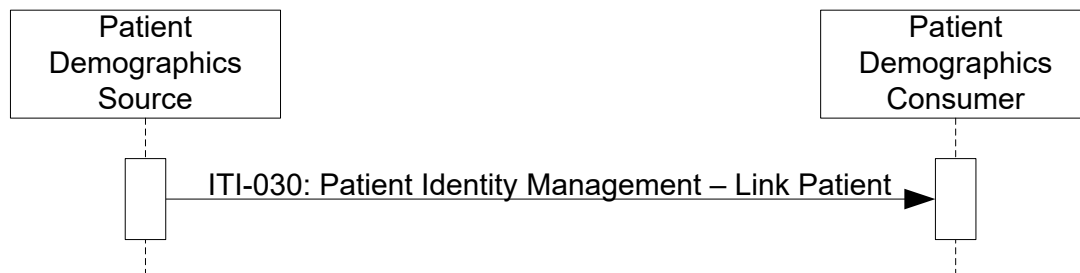 Patient
Demographics
Source
Patient
Demographics
Consumer
ITI-030: Patient Identity Management – Link Patient